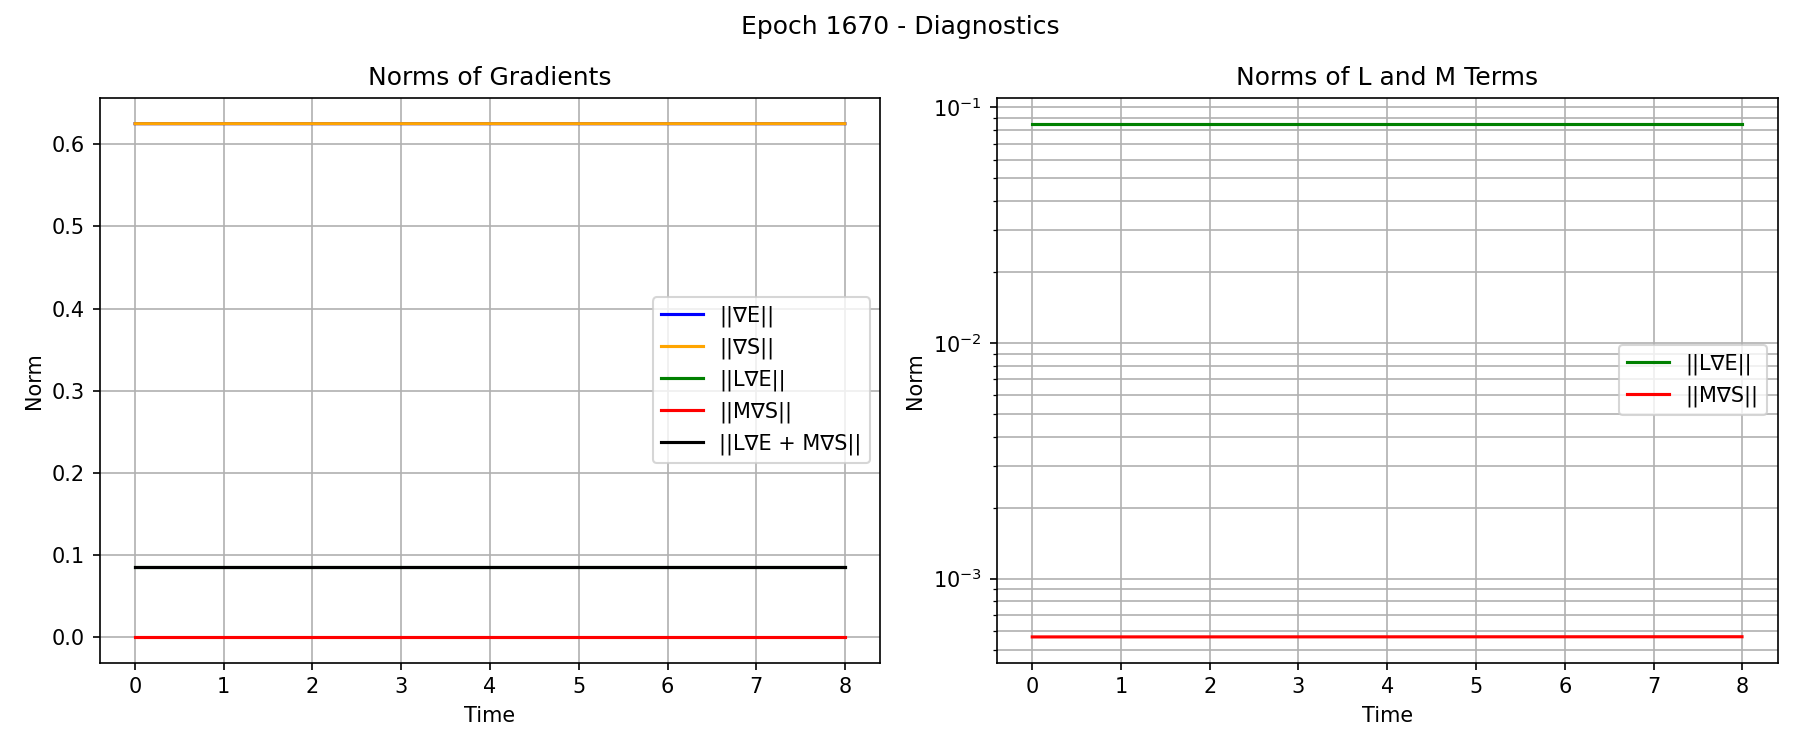 Epoch 1670 - Diagnostics
Norms of Gradients
Norm
0.6
0.5
0.4
0.3
0.2
0.1
0.0
||∇E||
||∇S||
||L∇E||
||M∇S||
||L∇E + M∇S||
0 1 2 3 4 5 6 7 8
Time
Norms of L and M Terms
Norm
10⁻¹
10⁻²
10⁻³
||L∇E||
||M∇S||
0 1 2 3 4 5 6 7 8
Time